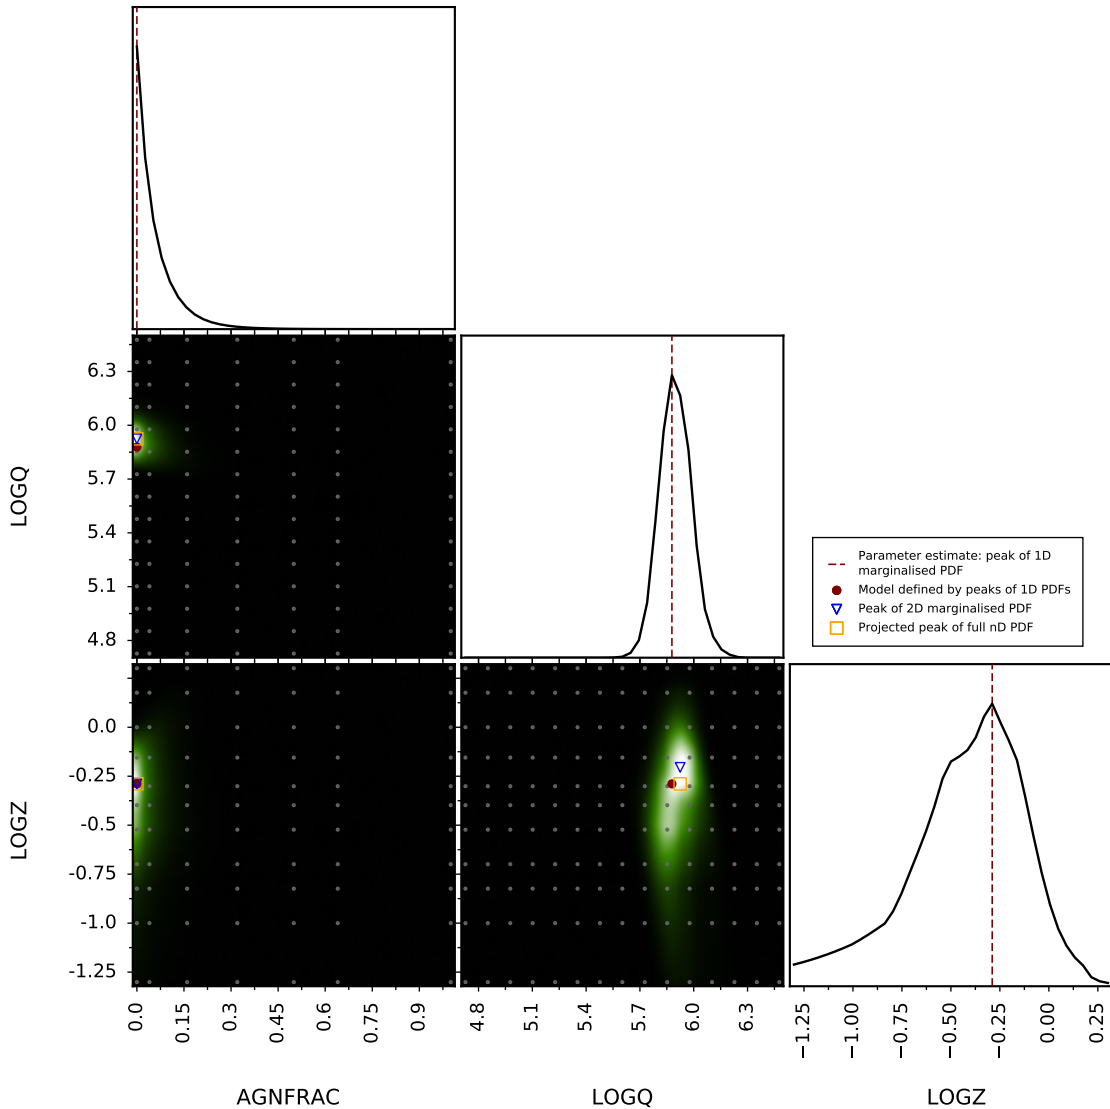 6.3
6.0
5.7
5.4
5.1
4.8
LOGQ
Parameter estimate: peak of 1D
marginalised PDF
Model defined by peaks of 1D PDFs
Peak of 2D marginalised PDF
Projected peak of full nD PDF
0.0
-0.25
-0.5
-0.75
-1.0
-1.25
LOGZ
0.0 0.15 0.3 0.45 0.6 0.75 0.9
4.8 5.1 5.4 5.7 6.0 6.3
−1.25 −1.00 −0.75 −0.50 −0.25 0.00 0.25
AGNFRAC LOGQ LOGZ